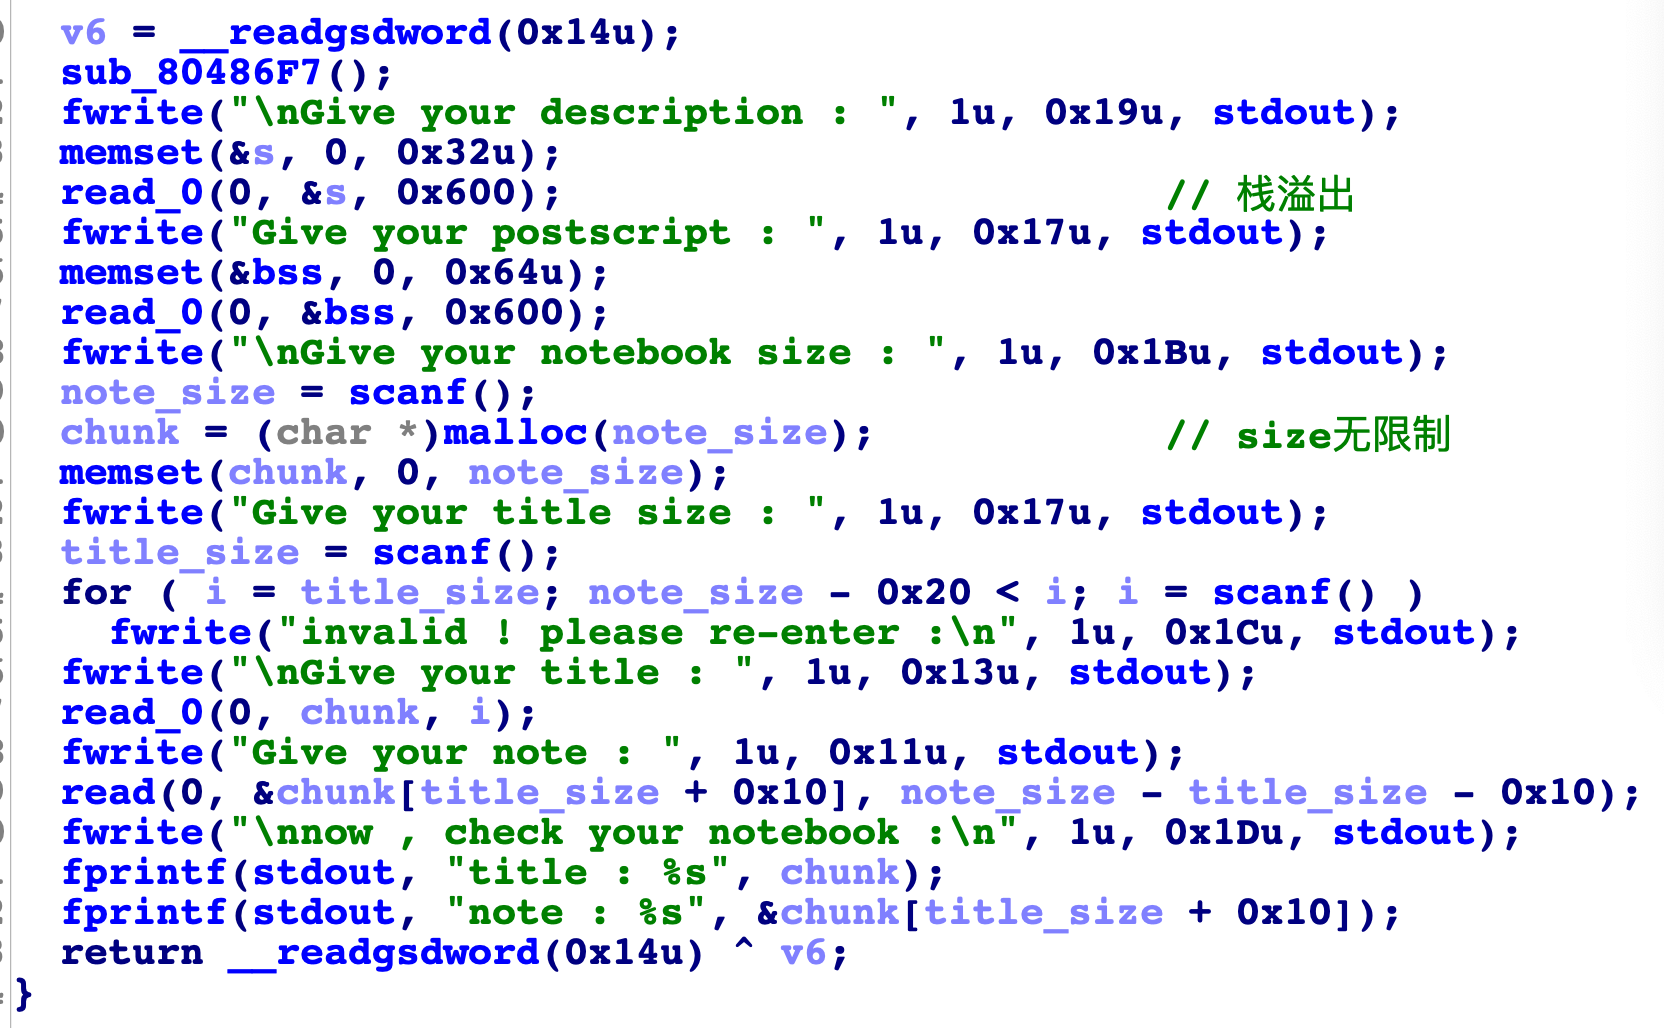 v6 = __readgsdword(0x14u);
sub_80486F7();
fwrite("\nGive your description : ", 1u, 0x19u, stdout);
memset(&s, 0, 0x32u);
read_0(0, &s, 0x600); // 栈溢出
fwrite("Give your postscript : ", 1u, 0x17u, stdout);
memset(&bss, 0, 0x64u);
read_0(0, &bss, 0x600);
fwrite("\nGive your notebook size : ", 1u, 0x1Bu, stdout);
note_size = scanf();
chunk = (char *)malloc(note_size); // size无限制
memset(chunk, 0, note_size);
fwrite("Give your title size : ", 1u, 0x17u, stdout);
title_size = scanf();
for ( i = title_size; note_size - 0x20 < i; i = scanf() )
fwrite("invalid ! please re-enter :\n", 1u, 0x1Cu, stdout);
fwrite("\nGive your title : ", 1u, 0x13u, stdout);
read_0(0, chunk, i);
fwrite("Give your note : ", 1u, 0x11u, stdout);
read(0, &chunk[title_size + 0x10], note_size - title_size - 0x10);
fwrite("\nnow , check your notebook :\n", 1u, 0x1Du, stdout);
fprintf(stdout, "title : %s", chunk);
fprintf(stdout, "note : %s", &chunk[title_size + 0x10]);
return __readgsdword(0x14u) ^ v6;
}